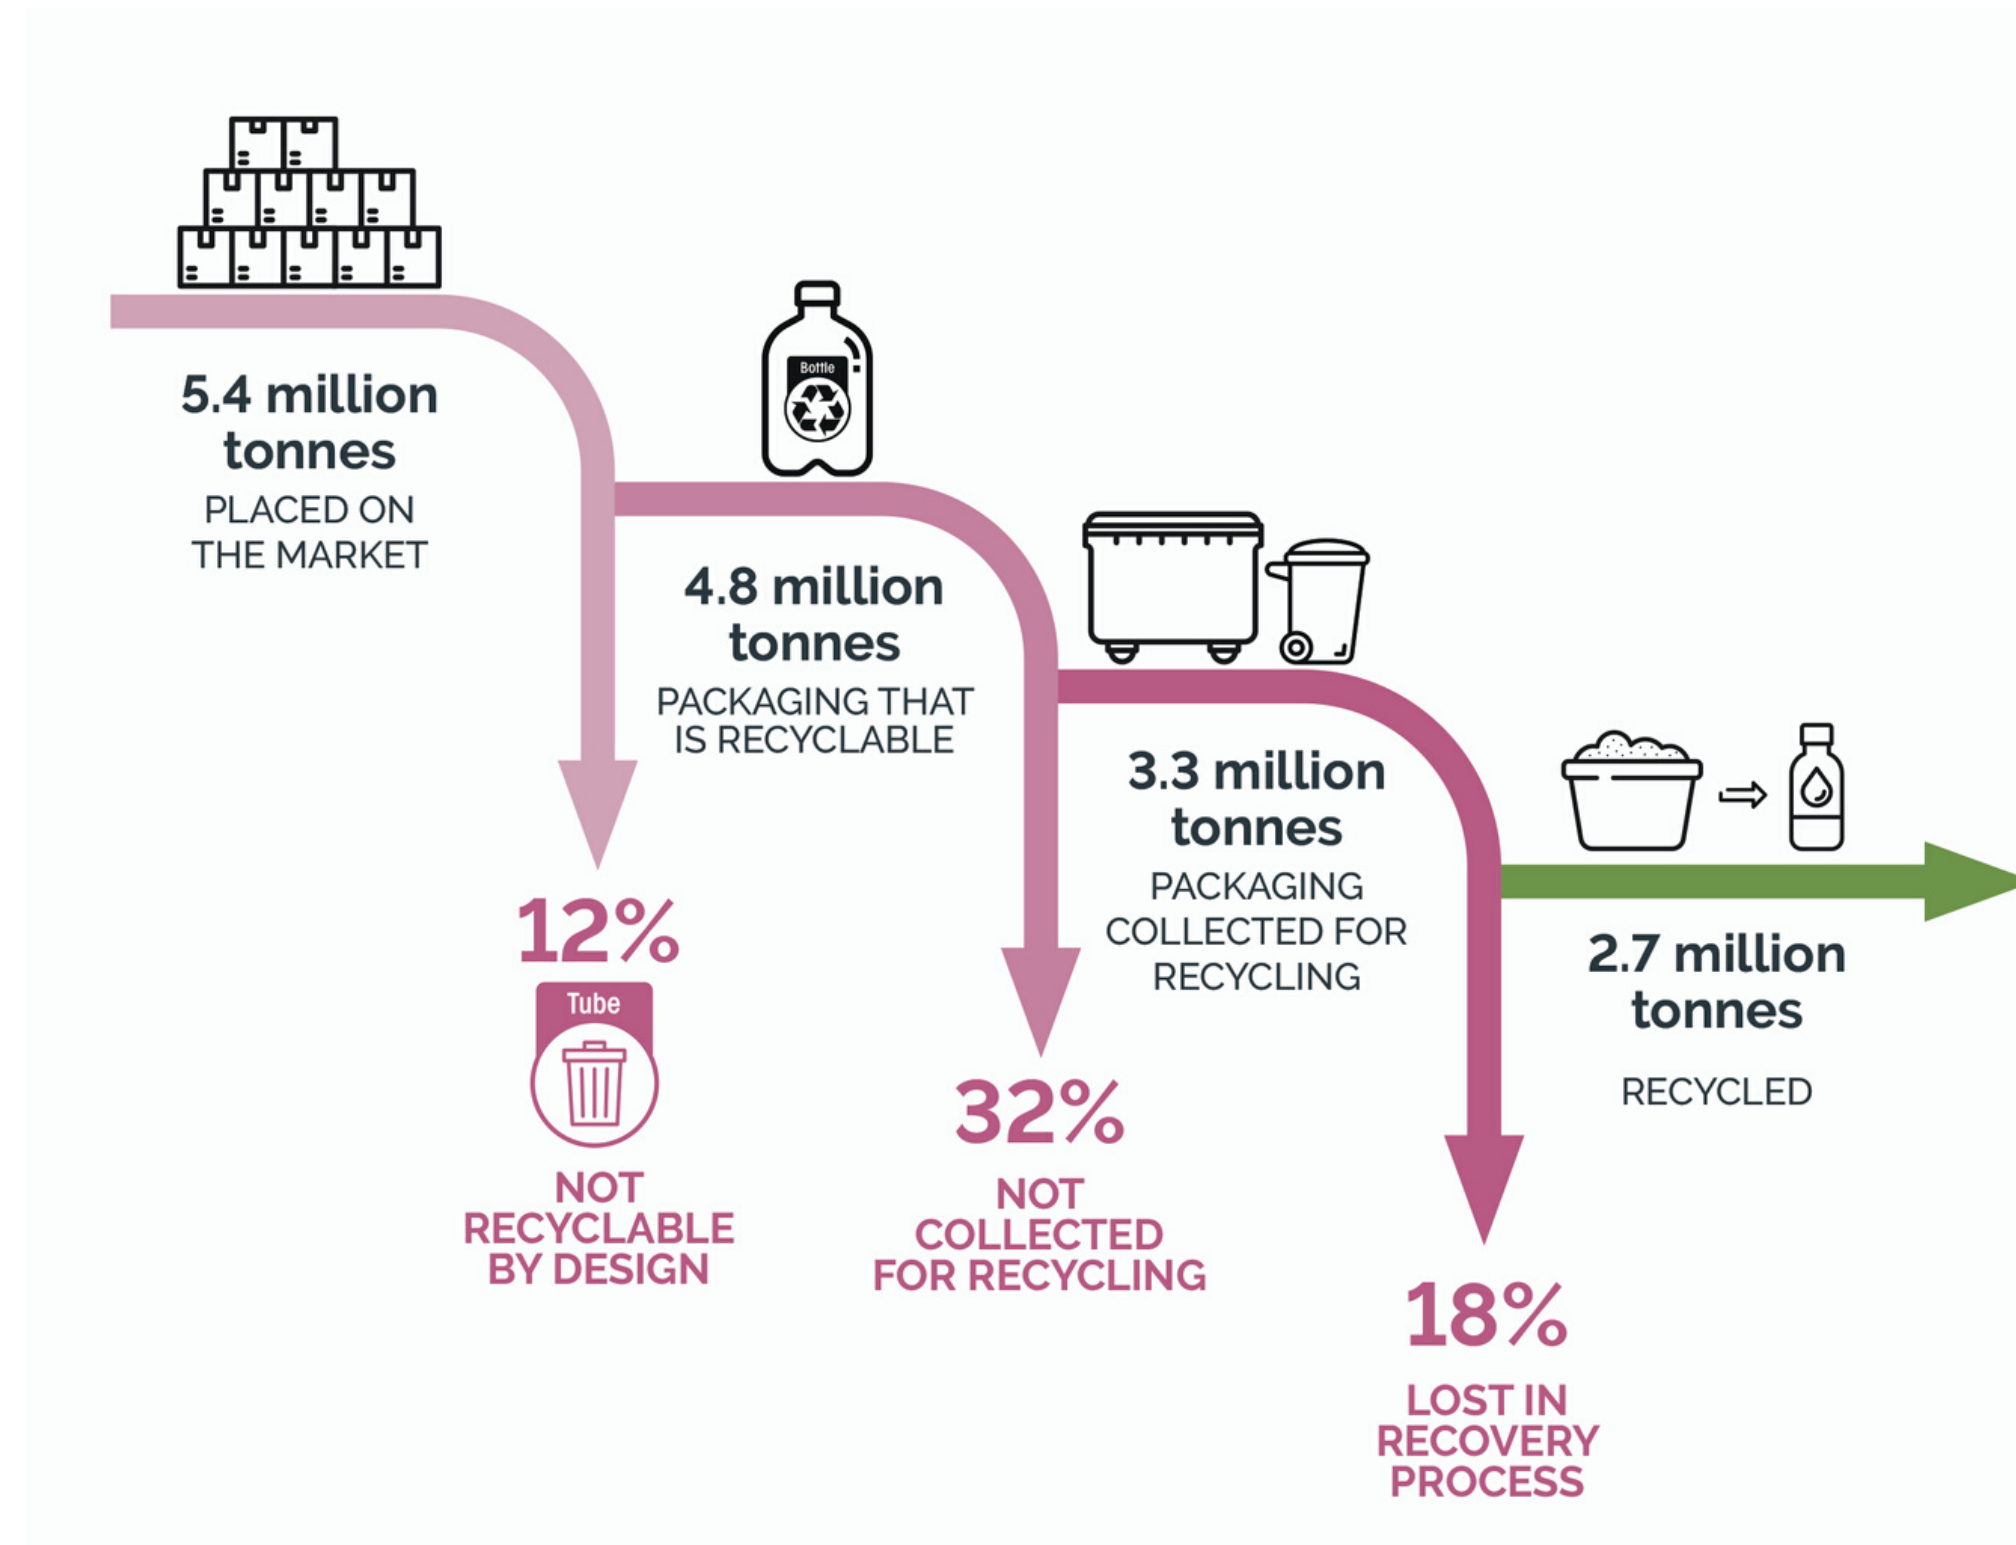 5.4 million
tonnes
PLACED ON
THE MARKET
Bottle
4.8 million
tonnes
PACKAGING THAT
IS RECYCLABLE
3.3 million
tonnes
PACKAGING
COLLECTED FOR
RECYCLING
2.7 million
tonnes
RECYCLED
12%
Tube
NOT
RECYCLABLE
BY DESIGN
32%
NOT
COLLECTED
FOR RECYCLING
18%
LOST IN
RECOVERY
PROCESS